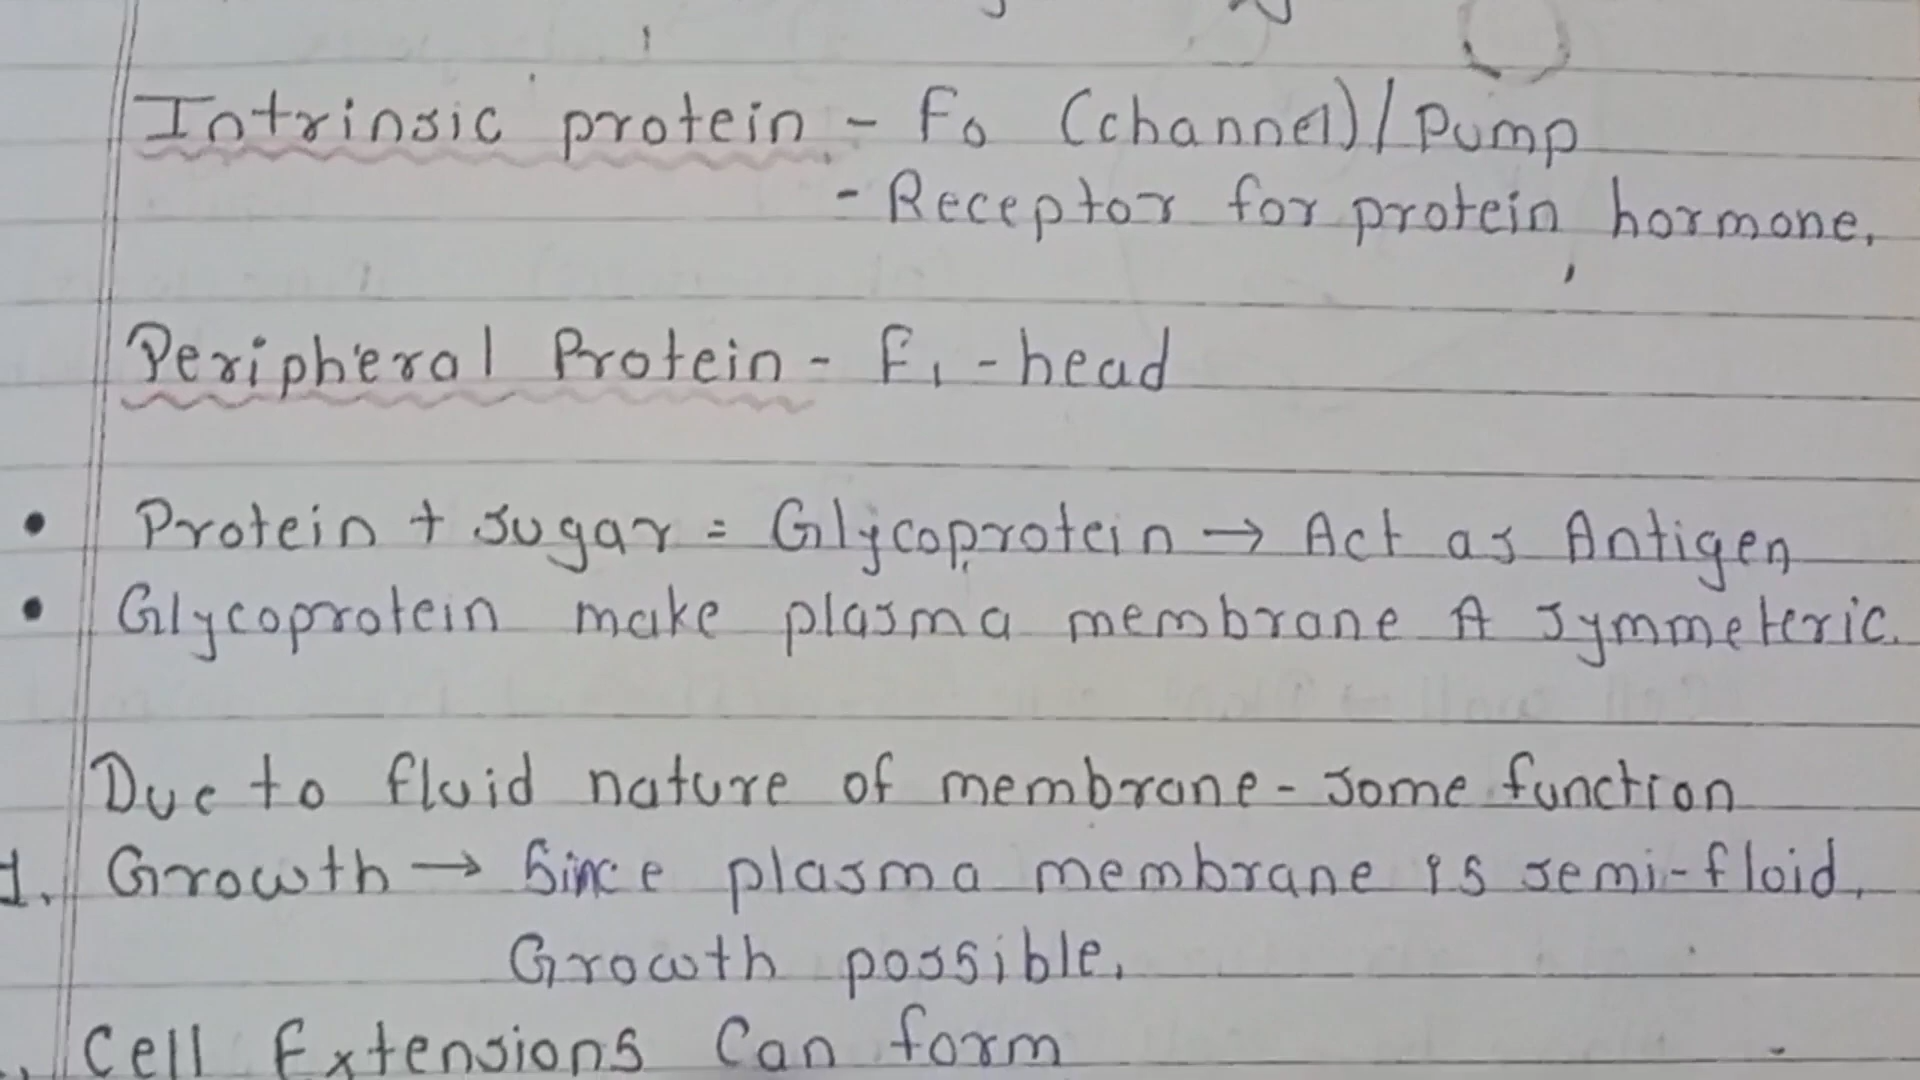 Intrinsic protein - F₀ (channel) / Pump
- Receptor for protein hormone.
Peripheral Protein - F₁ - head
• Protein + sugar = Glycoprotein → Act as Antigen
• Glycoprotein make plasma membrane A symmeteric.
Due to fluid nature of membrane - some function
1. Growth → Since plasma membrane is semi-fluid.
Growth possible.
Cell Extensions Can form